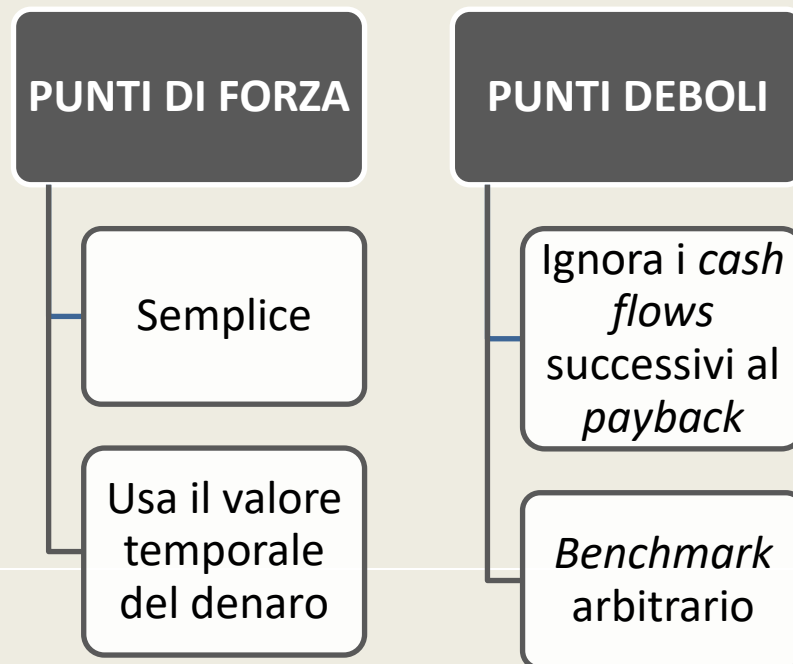 PUNTI DI FORZA
Semplice
Usa il valore
temporale
del denaro
PUNTI DEBOLI
Ignora i cash
flows
successivi al
payback
Benchmark
arbitrario